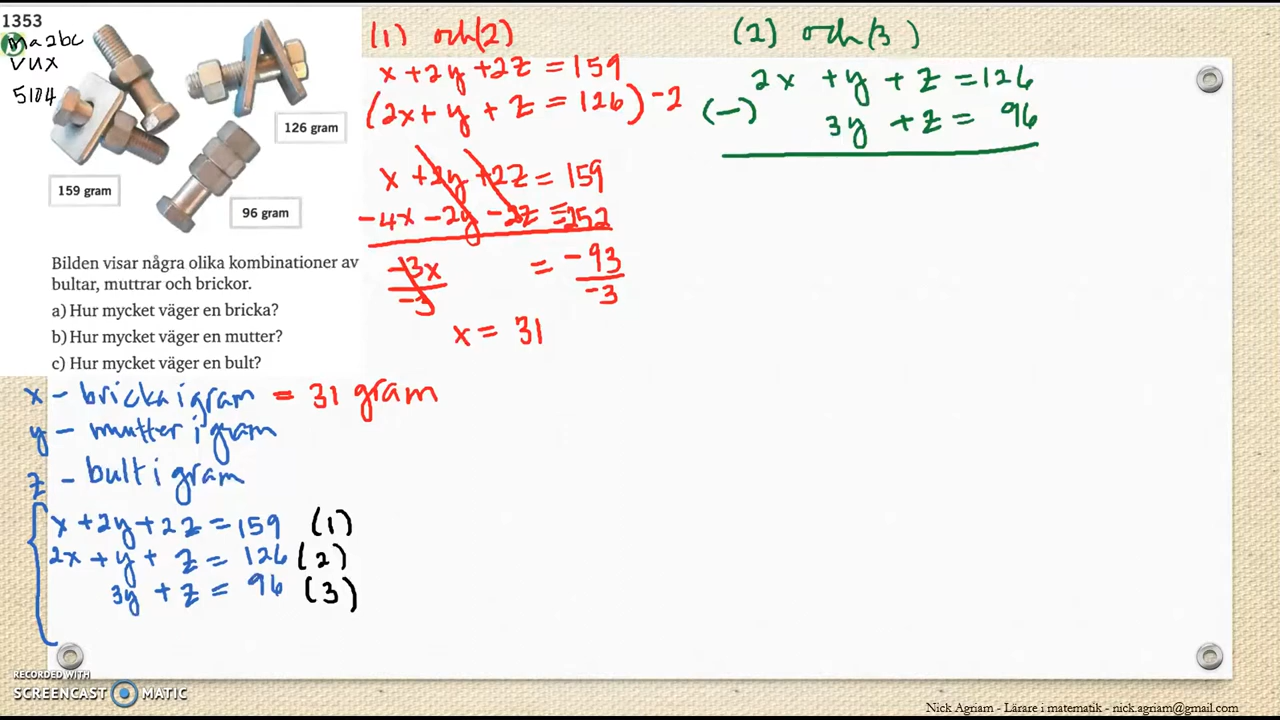 1353
ma2bc
vux
5104
126 gram
159 gram
96 gram
Bilden visar några olika kombinationer av
bultar, muttrar och brickor.
a) Hur mycket väger en bricka?
b) Hur mycket väger en mutter?
c) Hur mycket väger en bult?
x - bricka i gram = 31 gram
y - mutter i gram
z - bult i gram
x + 2y + 2z = 159 (1)
2x + y + z = 126 (2)
3y + z = 96 (3)
(1) och (2)
x + 2y + 2z = 159
(2x + y + z = 126) -2
x + 2y + 2z = 159
-4x - 2y - 2z = -252
-3x = -93
-3 -3
x = 31
(2) och (3)
2x + y + z = 126
(-) 3y + z = 96
RECORDED WITH
SCREENCAST MATIC
Nick Agriam - Lärare i matematik - nick.agriam@gmail.com